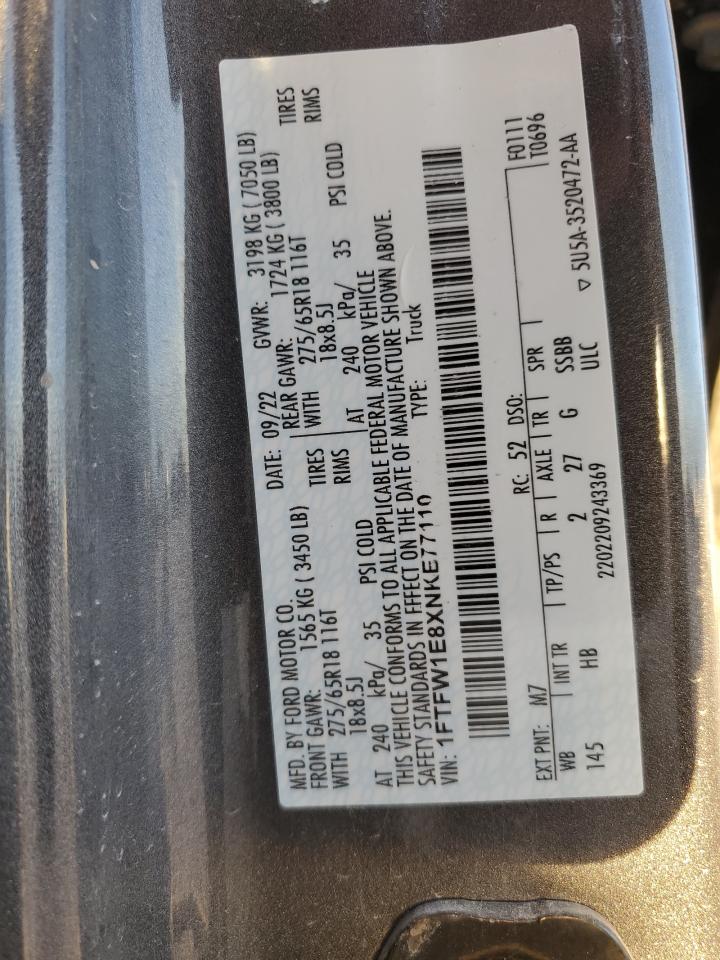 MFD. BY FORD MOTOR CO.
DATE: 09/22 GVWR: 3198 KG ( 7050 LB)
FRONT GAWR: 1565 KG ( 3450 LB) REAR GAWR: 1724 KG ( 3800 LB)
WITH 275/65R18 116T TIRES WITH 275/65R18 116T TIRES
18x8.5J RIMS 18x8.5J RIMS
AT 240 kPa/ 35 PSI COLD AT 240 kPa/ 35 PSI COLD
THIS VEHICLE CONFORMS TO ALL APPLICABLE FEDERAL MOTOR VEHICLE
SAFETY STANDARDS IN EFFECT ON THE DATE OF MANUFACTURE SHOWN ABOVE.
VIN: 1FTFW1E8XNKE77110 TYPE: Truck
F0111
T0696
EXT PNT: M7 RC: 52 DSO:
WB INT TR TP/PS R AXLE TR SPR
145 HB 2 27 G SSBB
2202209243369 ULC ▽ 5U5A-3520472-AA